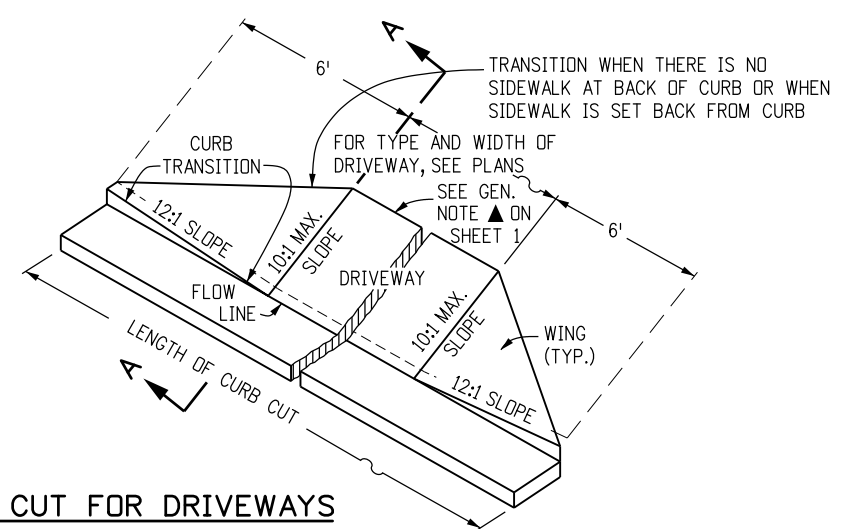 A
6'
TRANSITION WHEN THERE IS NO
SIDEWALK AT BACK OF CURB OR WHEN
SIDEWALK IS SET BACK FROM CURB
CURB
TRANSITION
FOR TYPE AND WIDTH OF
DRIVEWAY, SEE PLANS
SEE GEN.
NOTE ▲ ON
SHEET 1
6'
12:1 SLOPE
10:1 MAX.
SLOPE
DRIVEWAY
FLOW
LINE
10:1 MAX.
SLOPE
WING
(TYP.)
12:1 SLOPE
LENGTH OF CURB CUT
A
CUT FOR DRIVEWAYS